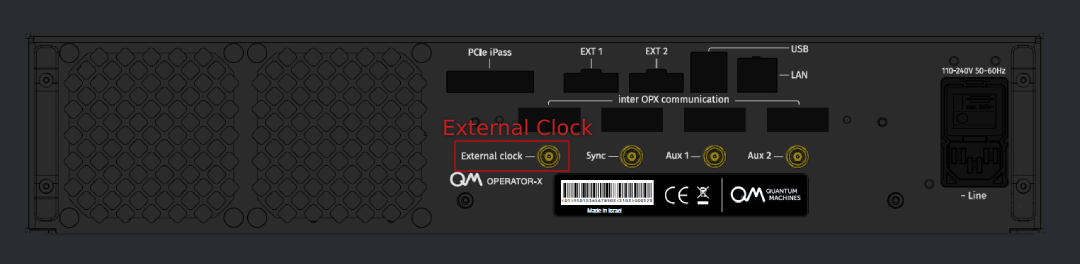 PCIe iPass
EXT 1
EXT 2
USB
LAN
110-240V 50-60Hz
inter OPX communication
External Clock
External clock
Sync
Aux 1
Aux 2
QM OPERATOR-X
CE
QM QUANTUM
MACHINES
Made in Israel
~ Line